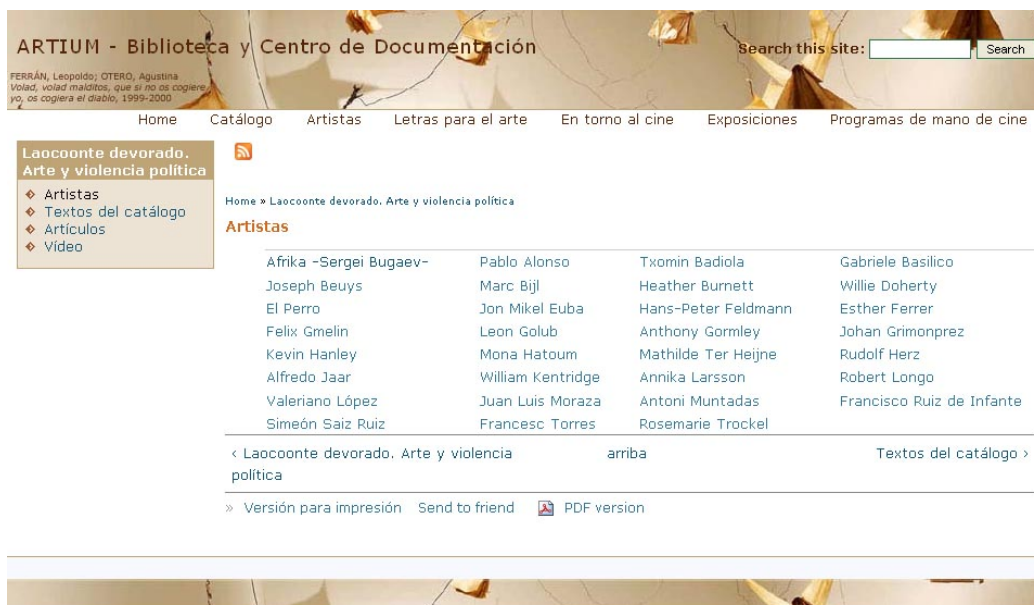 ARTIUM - Biblioteca y Centro de Documentación
Search this site: Search
FERRÁN, Leopoldo; OTERO, Agustina
Volad, volad malditos, que si no os cogiere
yo, os cogiera el diablo, 1999-2000
Home Catálogo Artistas Letras para el arte En torno al cine Exposiciones Programas de mano de cine
Laocoonte devorado.
Arte y violencia política
Artistas
Textos del catálogo
Artículos
Vídeo
Home » Laocoonte devorado. Arte y violencia política
Artistas
Afrika -Sergei Bugaev- Pablo Alonso Txomin Badiola Gabriele Basilico
Joseph Beuys Marc Bijl Heather Burnett Willie Doherty
El Perro Jon Mikel Euba Hans-Peter Feldmann Esther Ferrer
Felix Gmelin Leon Golub Anthony Gormley Johan Grimonprez
Kevin Hanley Mona Hatoum Mathilde Ter Heijne Rudolf Herz
Alfredo Jaar William Kentridge Annika Larsson Robert Longo
Valeriano López Juan Luis Moraza Antoni Muntadas Francisco Ruiz de Infante
Simeón Saiz Ruiz Francesc Torres Rosemarie Trockel
‹ Laocoonte devorado. Arte y violencia política arriba Textos del catálogo ›
» Versión para impresión Send to friend PDF version